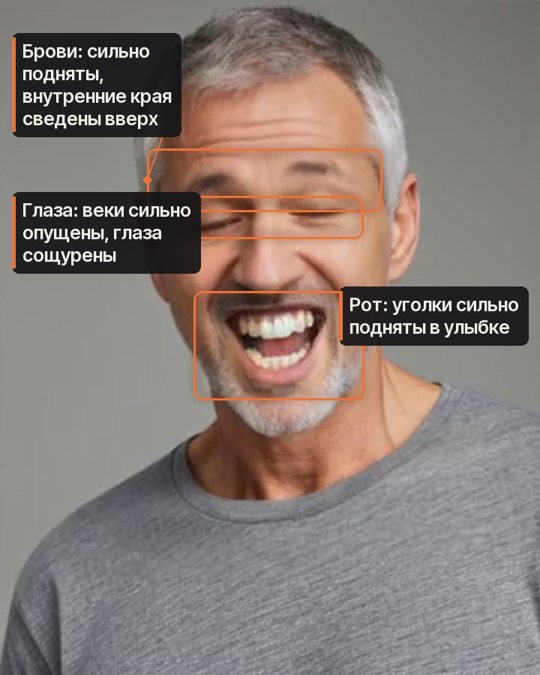 Брови: сильно
подняты,
внутренние края
сведены вверх
Глаза: веки сильно
опущены, глаза
сощурены
Рот: уголки сильно
подняты в улыбке